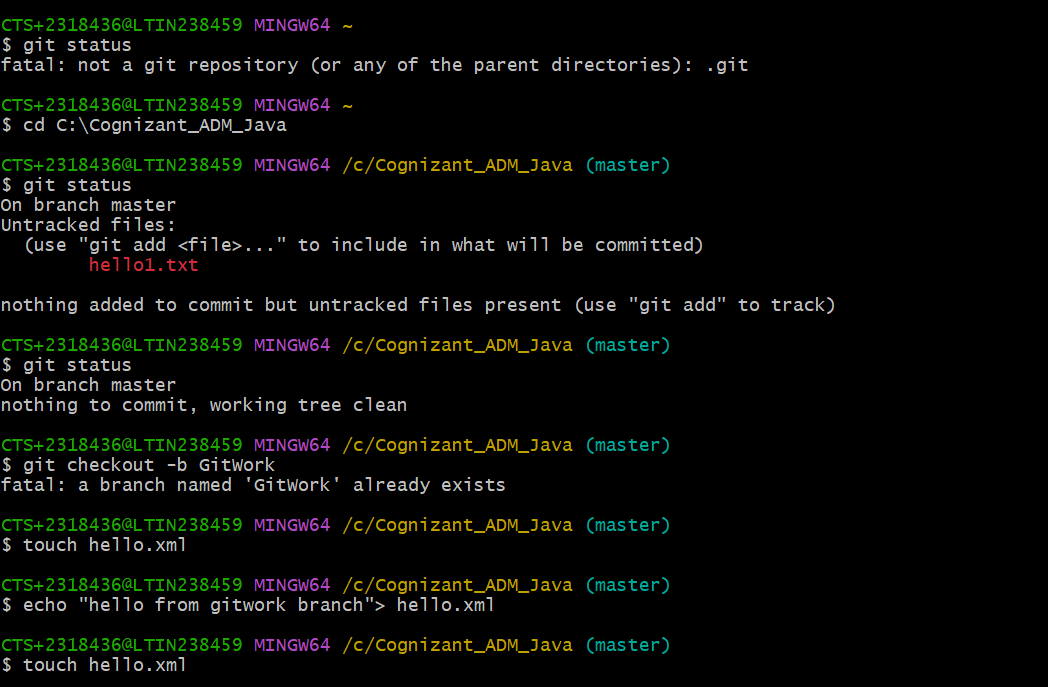 CTS+2318436@LTIN238459 MINGW64 ~
$ git status
fatal: not a git repository (or any of the parent directories): .git
CTS+2318436@LTIN238459 MINGW64 ~
$ cd C:\Cognizant_ADM_Java
CTS+2318436@LTIN238459 MINGW64 /c/Cognizant_ADM_Java (master)
$ git status
On branch master
Untracked files:
  (use "git add <file>..." to include in what will be committed)
        hello1.txt
nothing added to commit but untracked files present (use "git add" to track)
CTS+2318436@LTIN238459 MINGW64 /c/Cognizant_ADM_Java (master)
$ git status
On branch master
nothing to commit, working tree clean
CTS+2318436@LTIN238459 MINGW64 /c/Cognizant_ADM_Java (master)
$ git checkout -b GitWork
fatal: a branch named 'GitWork' already exists
CTS+2318436@LTIN238459 MINGW64 /c/Cognizant_ADM_Java (master)
$ touch hello.xml
CTS+2318436@LTIN238459 MINGW64 /c/Cognizant_ADM_Java (master)
$ echo "hello from gitwork branch"> hello.xml
CTS+2318436@LTIN238459 MINGW64 /c/Cognizant_ADM_Java (master)
$ touch hello.xml